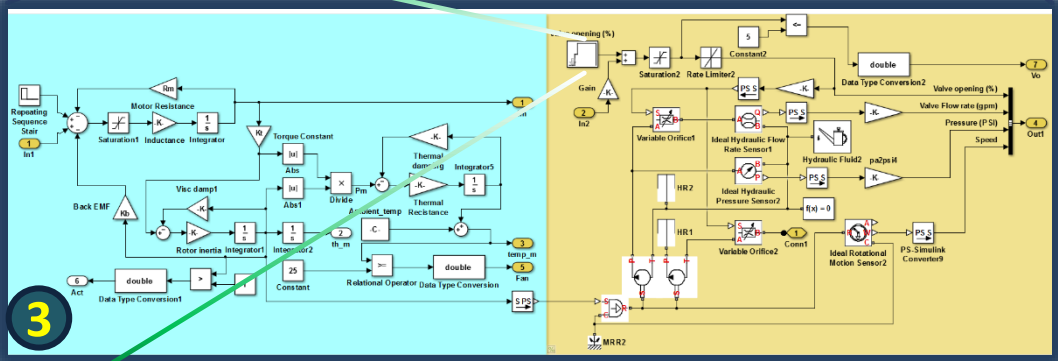 Repeating
Sequence
Stair
1
In1
Rm
Motor Resistance
Saturation1
-K-
Inductance
1
s
Integrator
Kt
Torque Constant
|u|
Abs
|u|
Abs1
×
Divide
Pm
-K-
Thermal
-K-
Thermal
Resistance
Integrator5
1
s
1
Back EMF
Kb
Visc damp1
-K-
-K-
Rotor inertia
1
s
Integrator1
1
s
Integrator2
2
th_m
Ambient_temp
-C-
3
temp_m
25
Constant
>=
Relational Operator
double
Data Type Conversion
5
Fan
6
Act
double
Data Type Conversion1
>
S PS
3
Valve opening (%)
5
Constant2
<=
Saturation2
Rate Limiter2
double
Data Type Conversion2
7
Vo
Gain
-K-
2
In2
PS S
-K-
Valve opening (%)
Variable Orifice1
Ideal Hydraulic Flow
Rate Sensor1
PS S
-K-
Valve Flow rate (gpm)
Hydraulic Fluid2
Pressure (PSI)
4
Out1
Speed
Ideal Hydraulic
Pressure Sensor2
PS S
pa2psi4
-K-
HR2
f(x) = 0
HR1
Variable Orifice2
1
Conn1
Ideal Rotational
Motion Sensor2
PS S
PS-Simulink
Converter9
MRR2